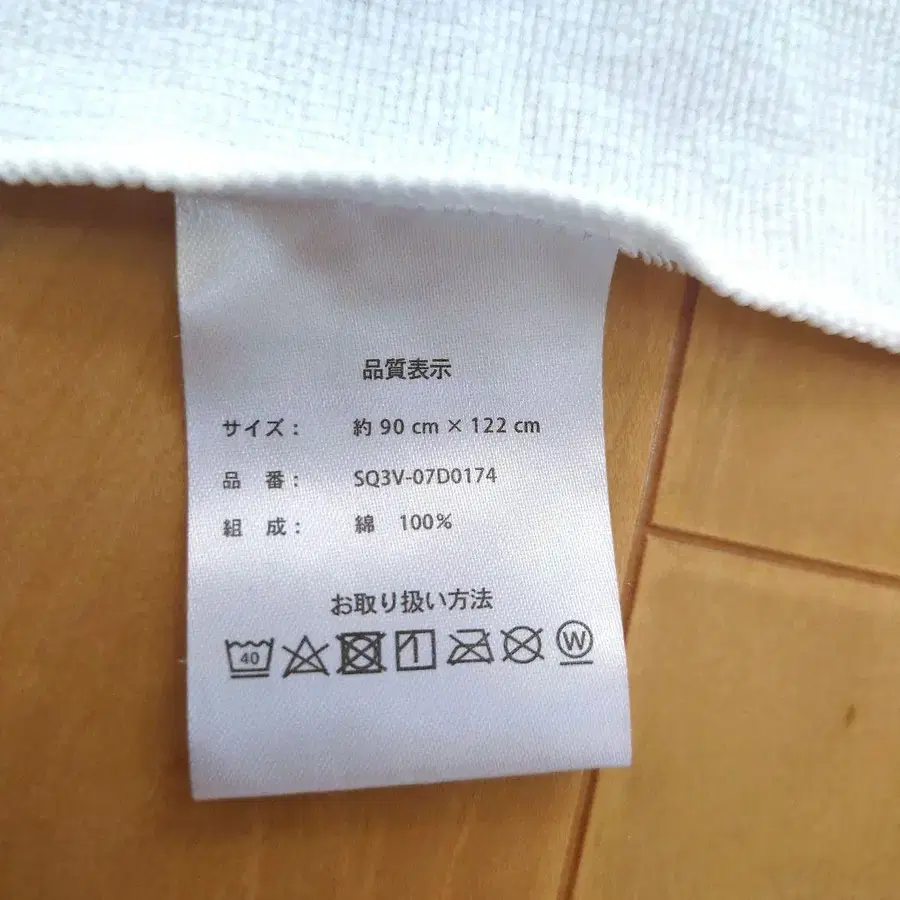 品質表示
サイズ： 約 90 cm × 122 cm
品 番： SQ3V-07D0174
組 成： 綿 100%
お取り扱い方法
40 W